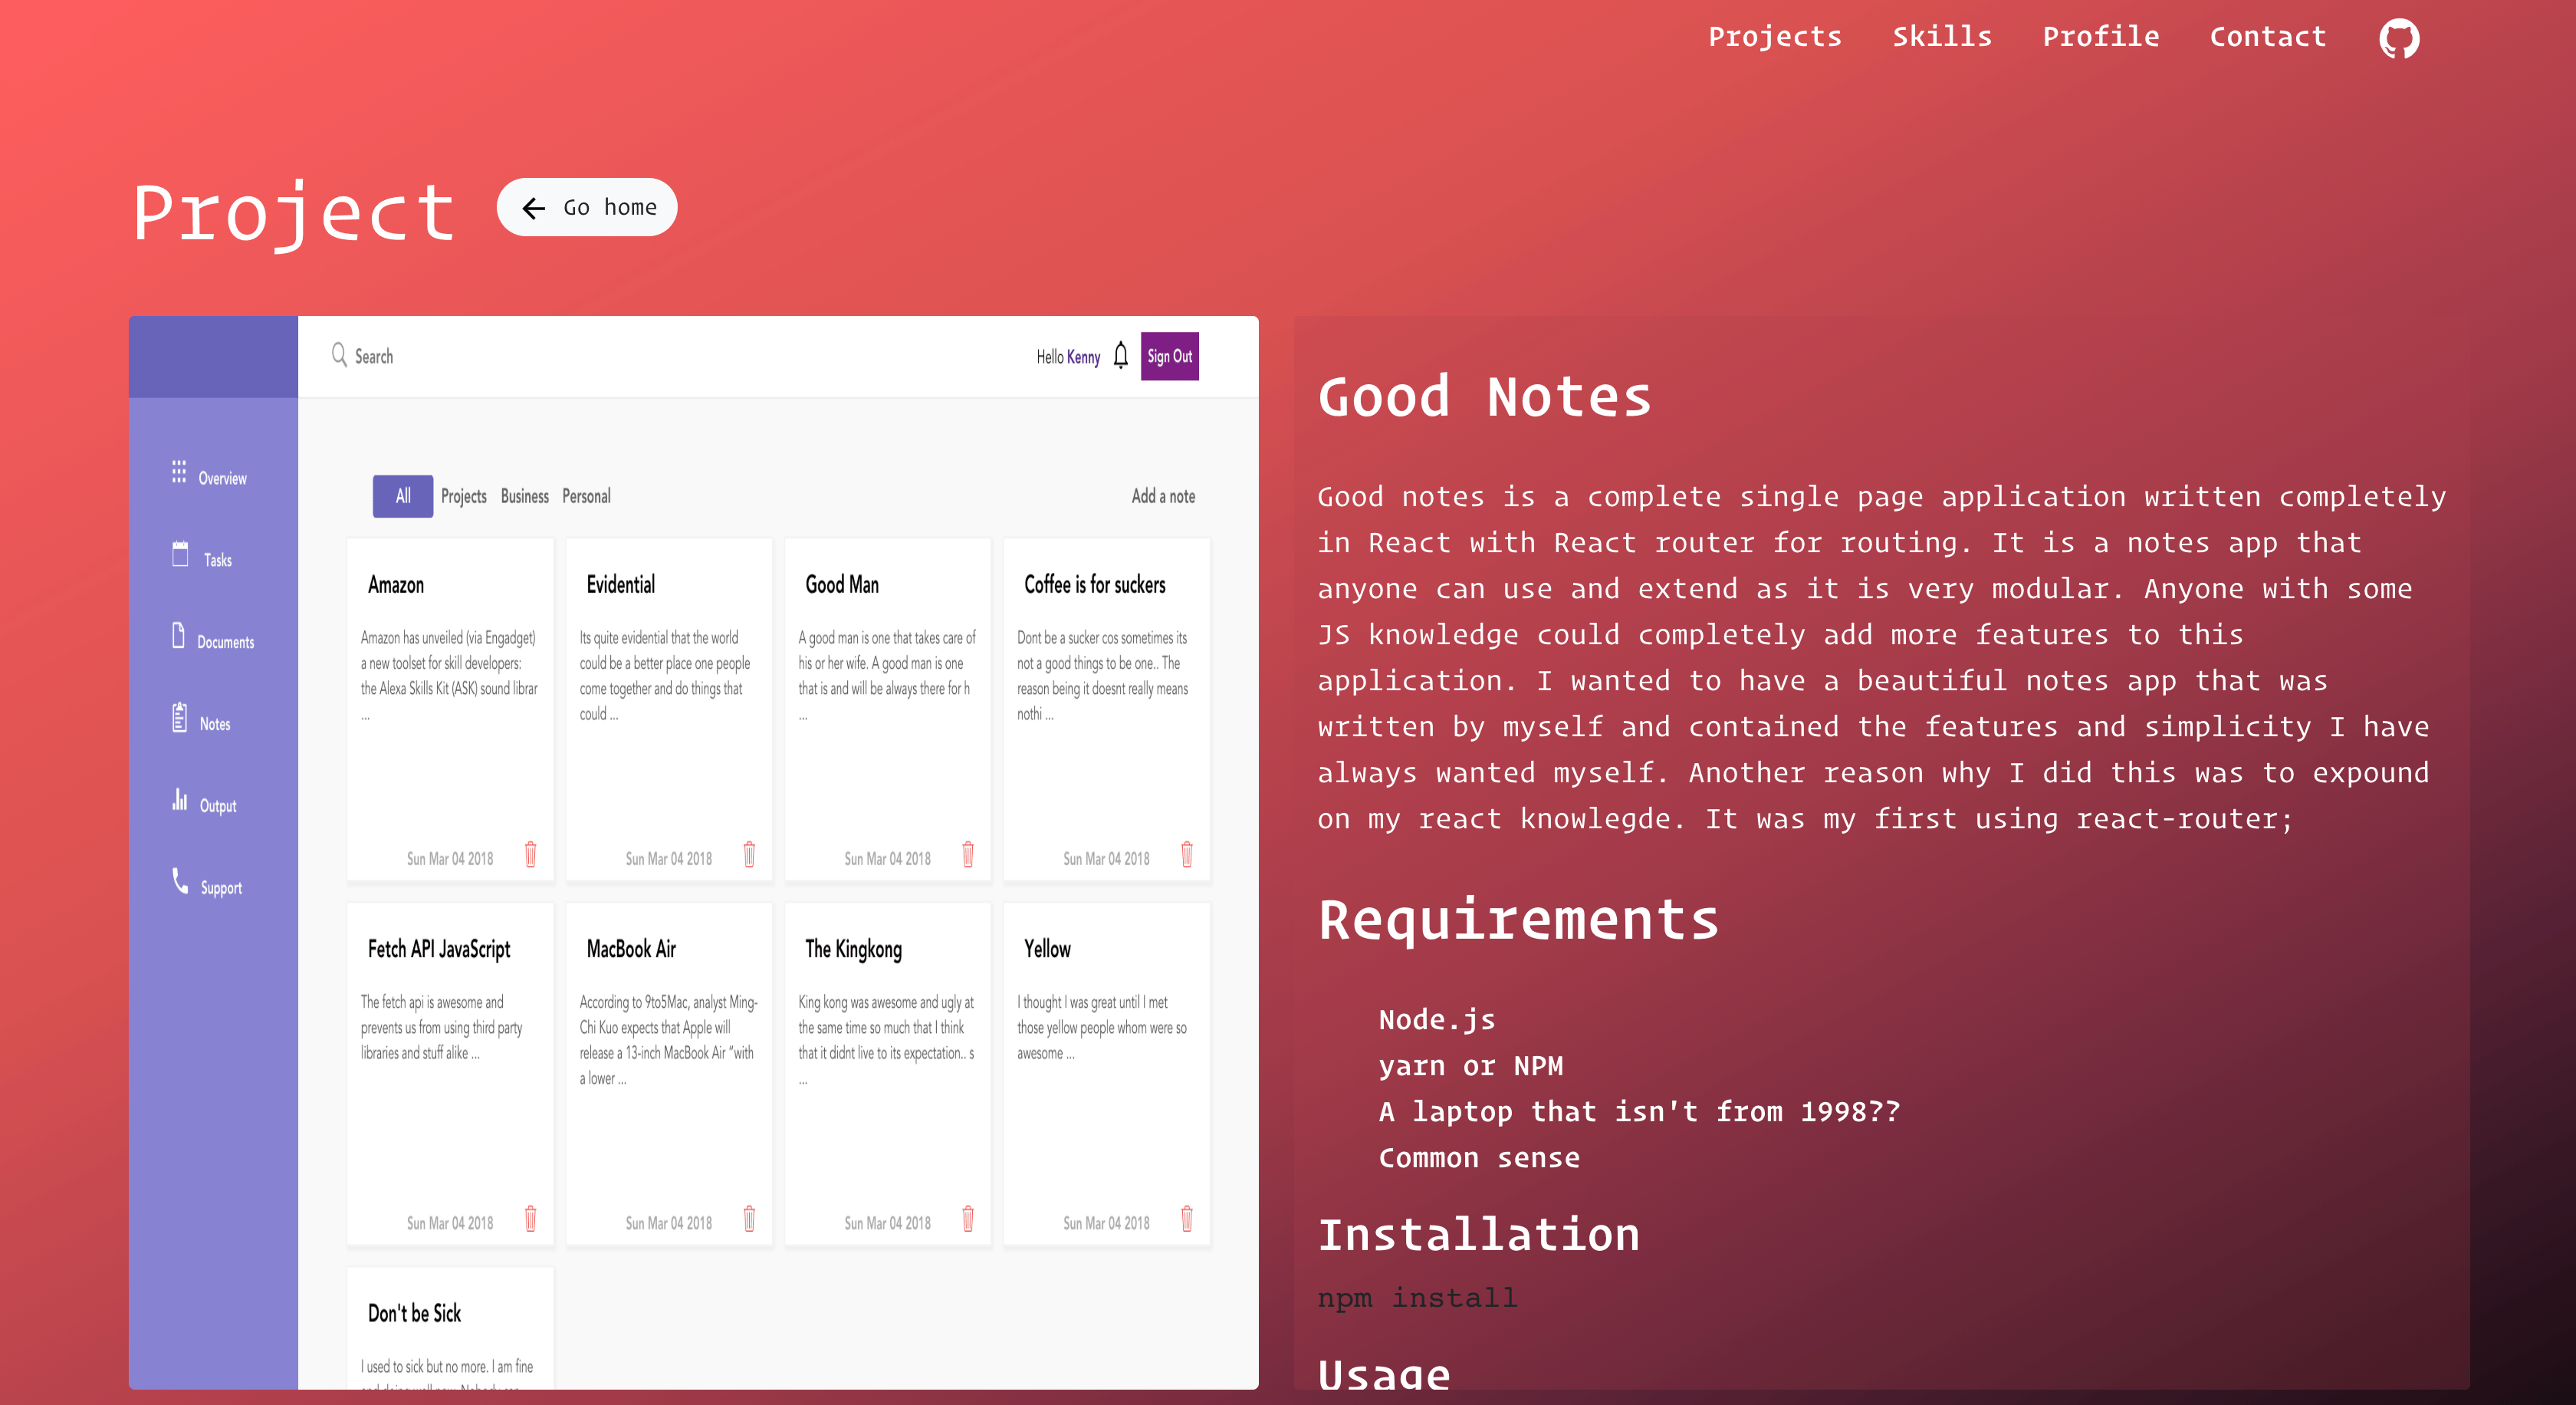 Projects Skills Profile Contact
Project
Go home
Search
Hello Kenny
Sign Out
Overview
Tasks
Documents
Notes
Output
Support
All Projects Business Personal
Add a note
Amazon
Amazon has unveiled (via Engadget)
a new toolset for skill developers:
the Alexa Skills Kit (ASK) sound librar
...
Sun Mar 04 2018
Evidential
Its quite evidential that the world
could be a better place one people
come together and do things that
could ...
Sun Mar 04 2018
Good Man
A good man is one that takes care of
his or her wife. A good man is one
that is and will be always there for h
...
Sun Mar 04 2018
Coffee is for suckers
Dont be a sucker cos sometimes its
not a good things to be one.. The
reason being it doesnt really means
nothi ...
Sun Mar 04 2018
Fetch API JavaScript
The fetch api is awesome and
prevents us from using third party
libraries and stuff alike ...
Sun Mar 04 2018
MacBook Air
According to 9to5Mac, analyst Ming-
Chi Kuo expects that Apple will
release a 13-inch MacBook Air “with
a lower ...
Sun Mar 04 2018
The Kingkong
King kong was awesome and ugly at
the same time so much that I think
that it didnt live to its expectation.. s
...
Sun Mar 04 2018
Yellow
I thought I was great until I met
those yellow people whom were so
awesome ...
Sun Mar 04 2018
Don't be Sick
I used to sick but no more. I am fine
Good Notes
Good notes is a complete single page application written completely
in React with React router for routing. It is a notes app that
anyone can use and extend as it is very modular. Anyone with some
JS knowledge could completely add more features to this
application. I wanted to have a beautiful notes app that was
written by myself and contained the features and simplicity I have
always wanted myself. Another reason why I did this was to expound
on my react knowlegde. It was my first using react-router;
Requirements
Node.js
yarn or NPM
A laptop that isn't from 1998??
Common sense
Installation
npm install
Usage